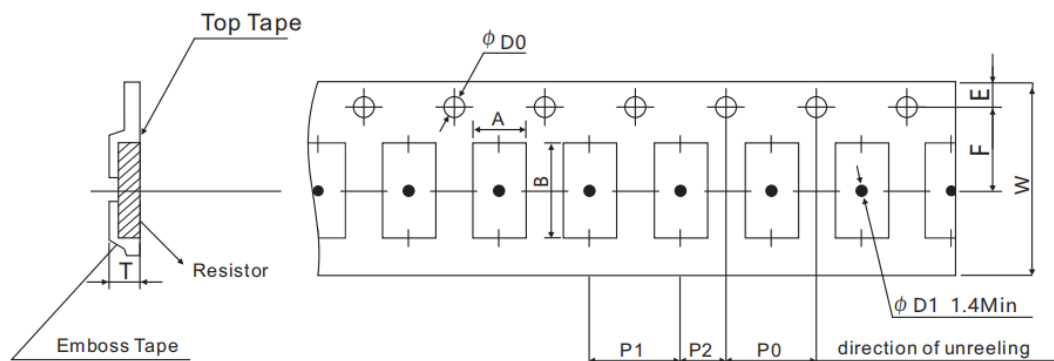 Top Tape
ϕ D0
E
A
F
B
W
T
Resistor
ϕ D1 1.4Min
Emboss Tape
P1
P2
P0
direction of unreeling